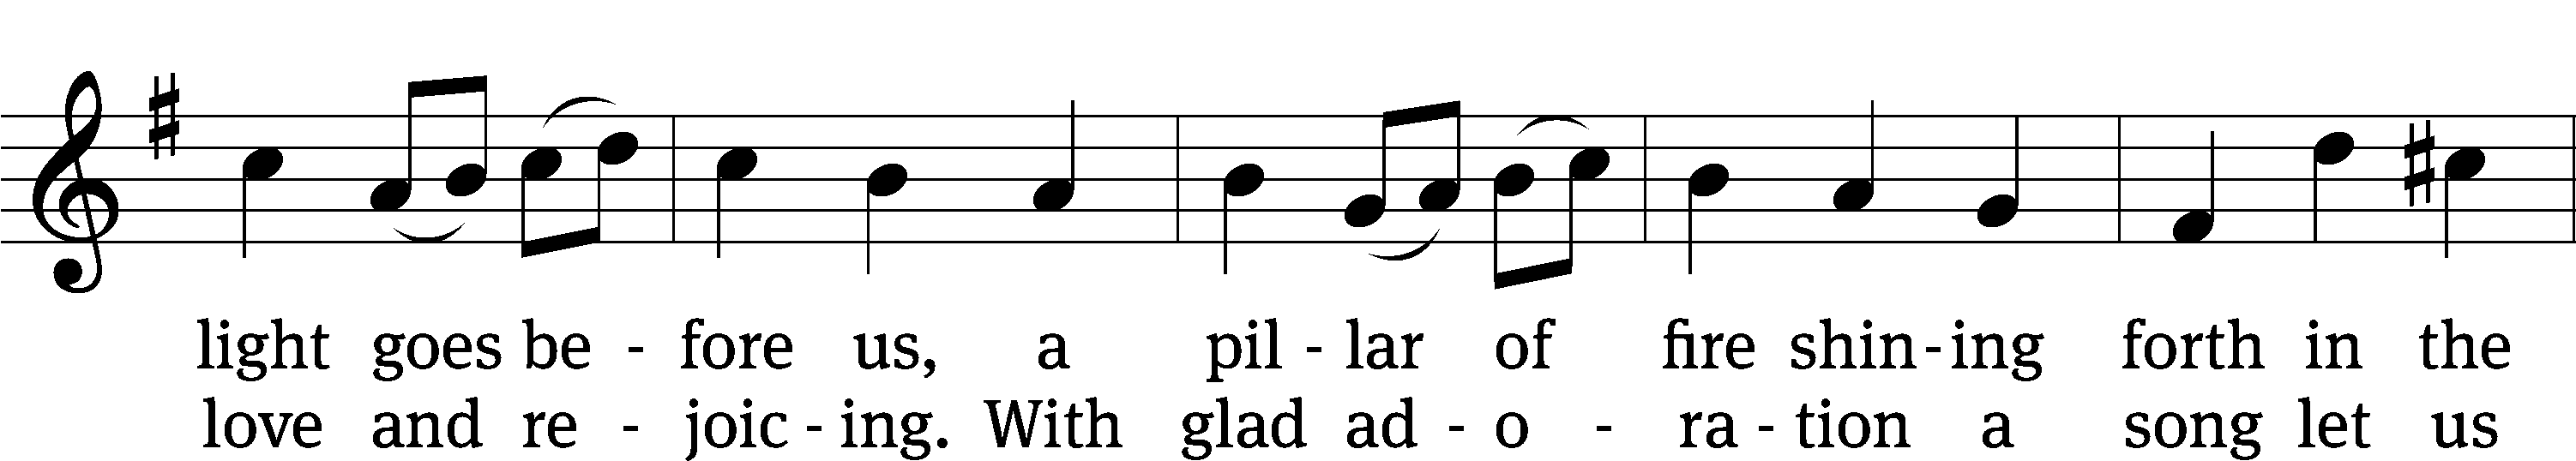 light goes be - fore us, a pil - lar of fire shin - ing forth in the
love and re - joic - ing. With glad ad - o - ra - tion a song let us